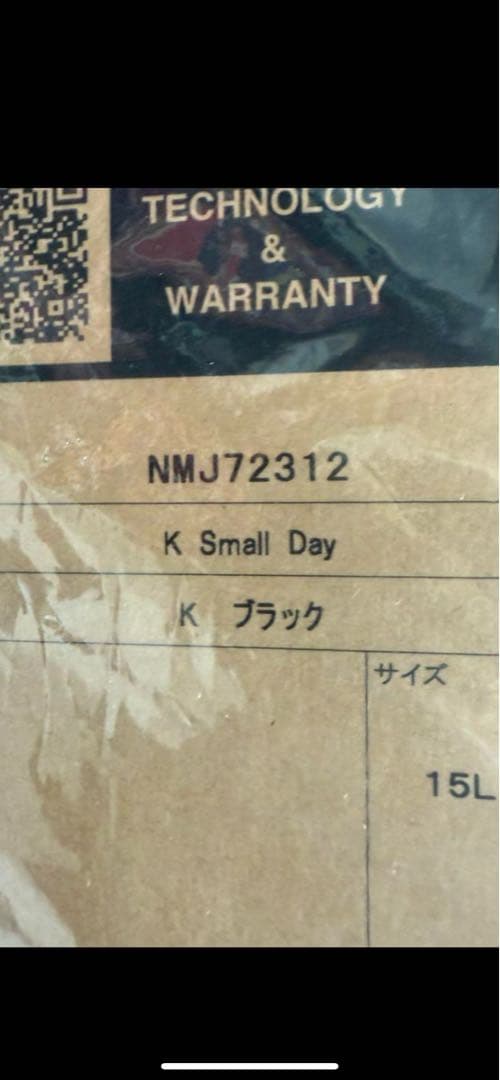 TECHNOLOGY
&
WARRANTY
NMJ72312
K Small Day
K ブラック
サイズ
15L